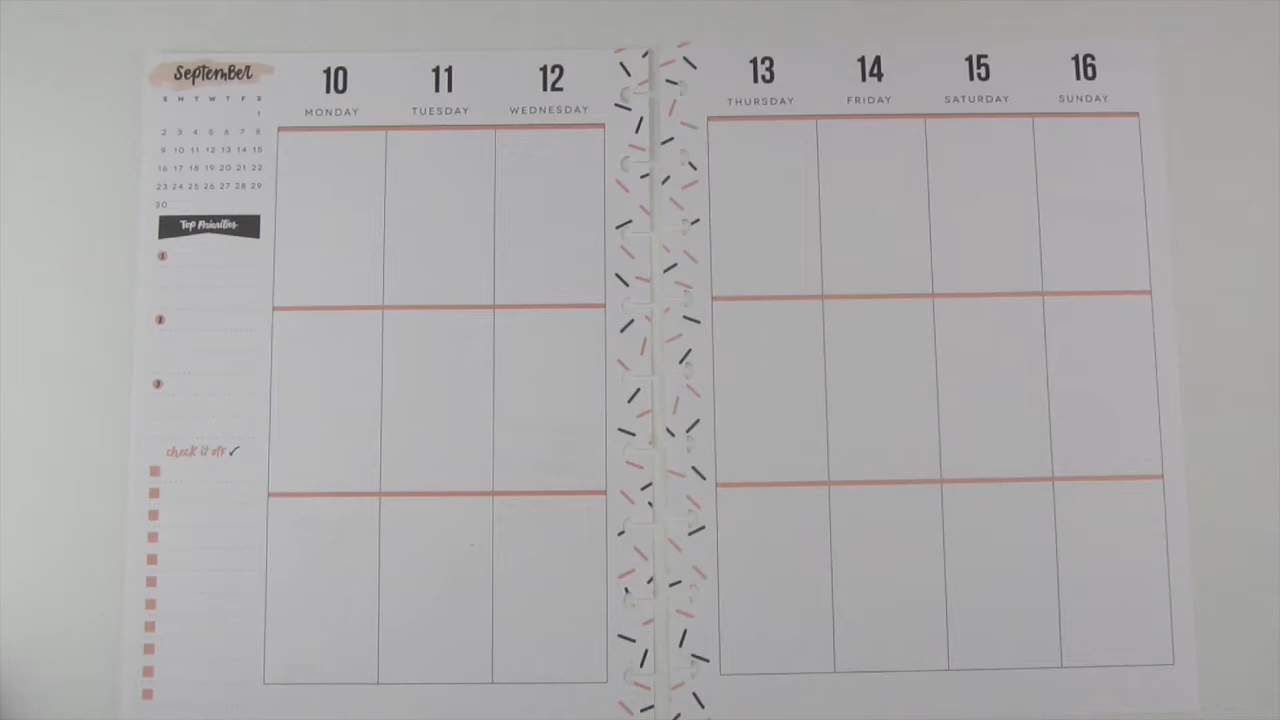 September
S M T W T F S
1
2 3 4 5 6 7 8
9 10 11 12 13 14 15
16 17 18 19 20 21 22
23 24 25 26 27 28 29
30
Top Priorities
1
2
3
check it off ✓
10
MONDAY
11
TUESDAY
12
WEDNESDAY
13
THURSDAY
14
FRIDAY
15
SATURDAY
16
SUNDAY